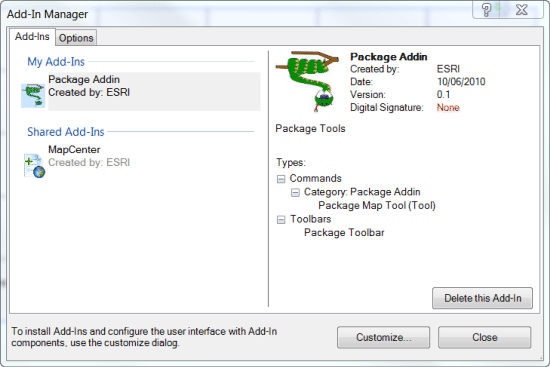 Add-In Manager
Add-Ins
Options
My Add-Ins
Package Addin
Created by: ESRI
Shared Add-Ins
MapCenter
Created by: ESRI
Package Addin
Created by: ESRI
Date: 10/06/2010
Version: 0.1
Digital Signature: None
Package Tools
Types:
Commands
Category: Package Addin
Package Map Tool (Tool)
Toolbars
Package Toolbar
Delete this Add-In
To install Add-Ins and configure the user interface with Add-In
components, use the customize dialog.
Customize...
Close